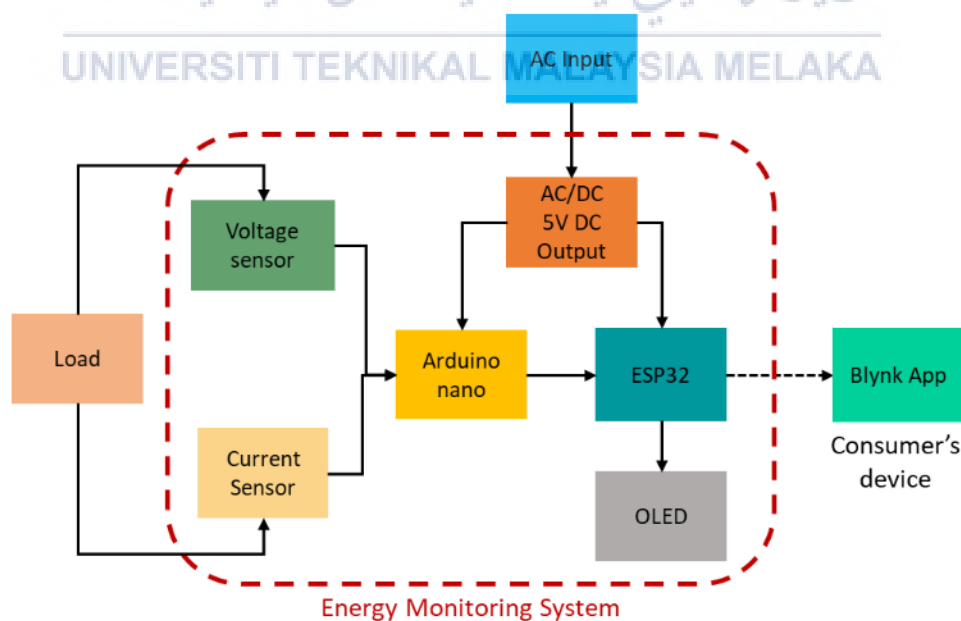 UNIVERSITI TEKNIKAL MALAYSIA MELAKA
AC Input
AC/DC
5V DC
Output
Voltage
sensor
Load
Arduino
nano
ESP32
Blynk App
Consumer's
device
Current
Sensor
OLED
Energy Monitoring System